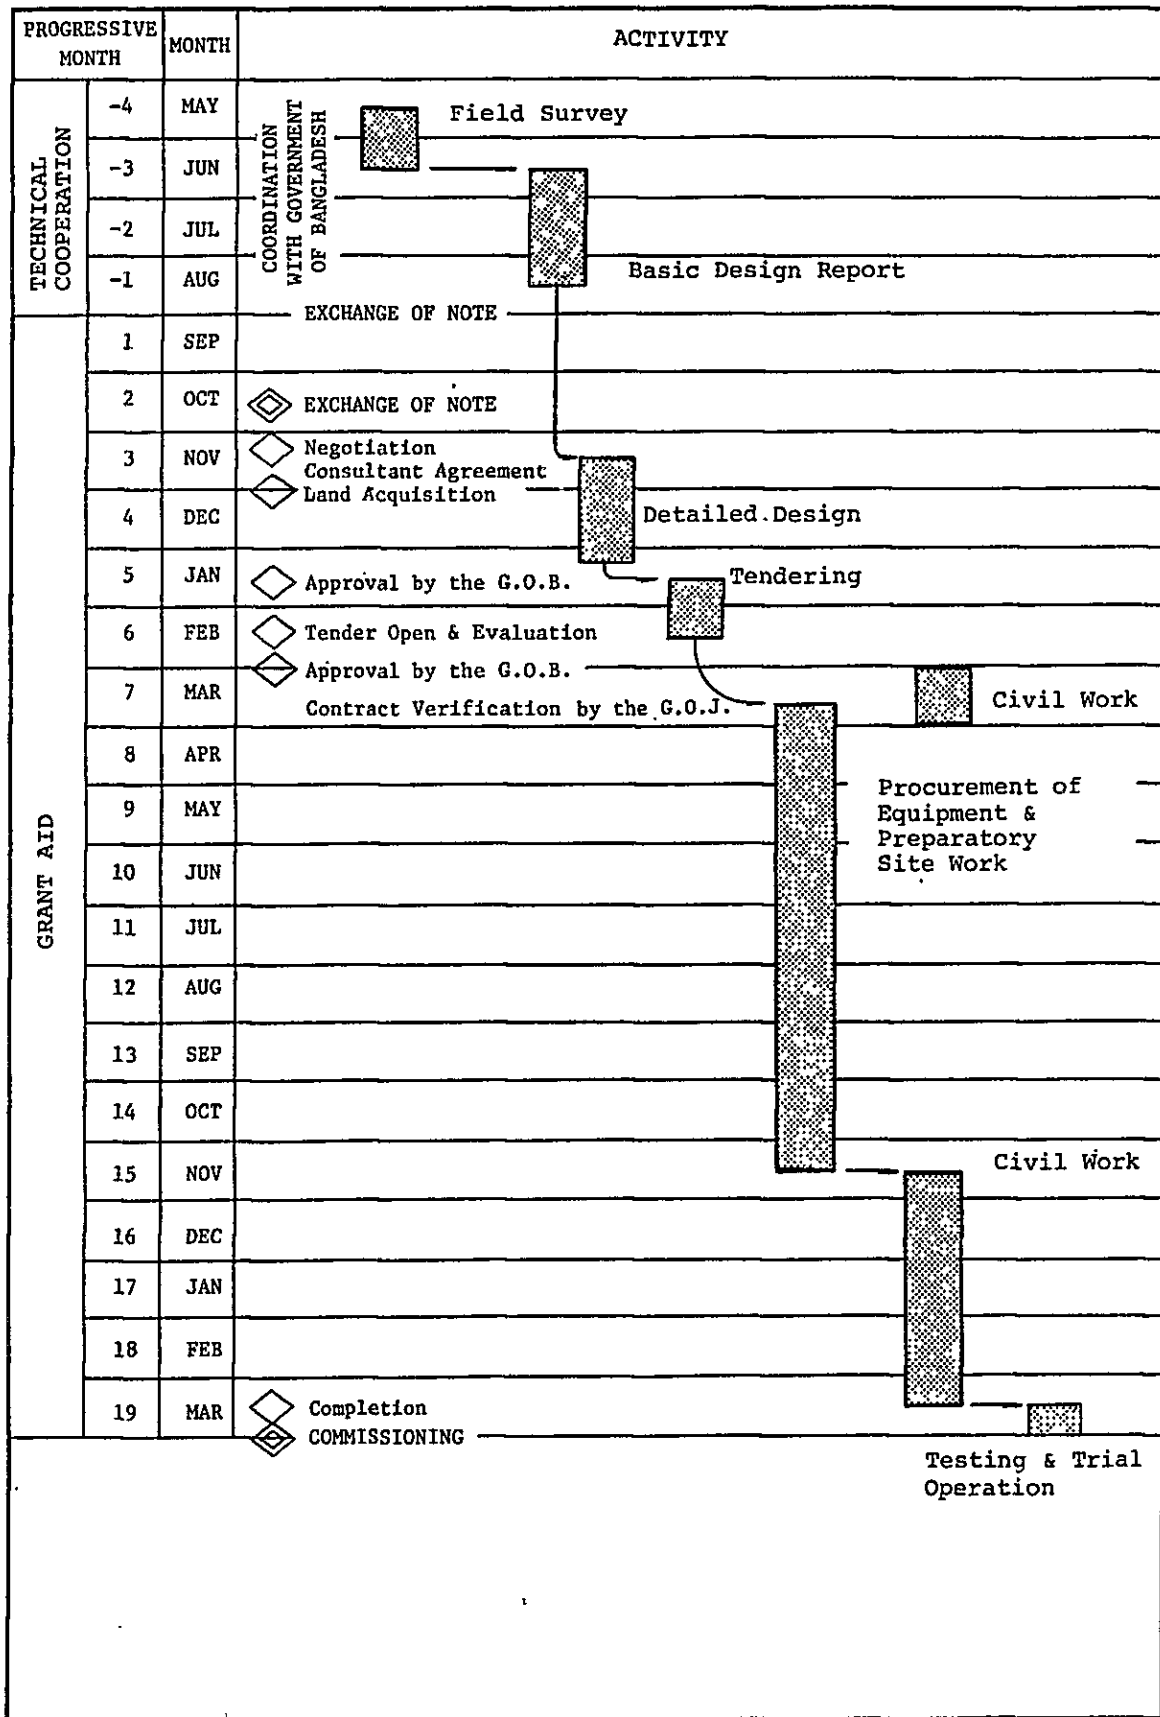 PROGRESSIVE MONTH MONTH ACTIVITY
TECHNICAL COOPERATION
COORDINATION WITH GOVERNMENT OF BANGLADESH
-4 MAY Field Survey
-3 JUN
-2 JUL
-1 AUG Basic Design Report
EXCHANGE OF NOTE
GRANT AID
1 SEP
2 OCT EXCHANGE OF NOTE
3 NOV Negotiation
Consultant Agreement
Land Acquisition
4 DEC Detailed Design
5 JAN Approval by the G.O.B. Tendering
6 FEB Tender Open & Evaluation
Approval by the G.O.B.
7 MAR Contract Verification by the G.O.J. Civil Work
8 APR
Procurement of
9 MAY Equipment &
Preparatory
10 JUN Site Work
11 JUL
12 AUG
13 SEP
14 OCT
15 NOV Civil Work
16 DEC
17 JAN
18 FEB
19 MAR Completion
COMMISSIONING
Testing & Trial
Operation